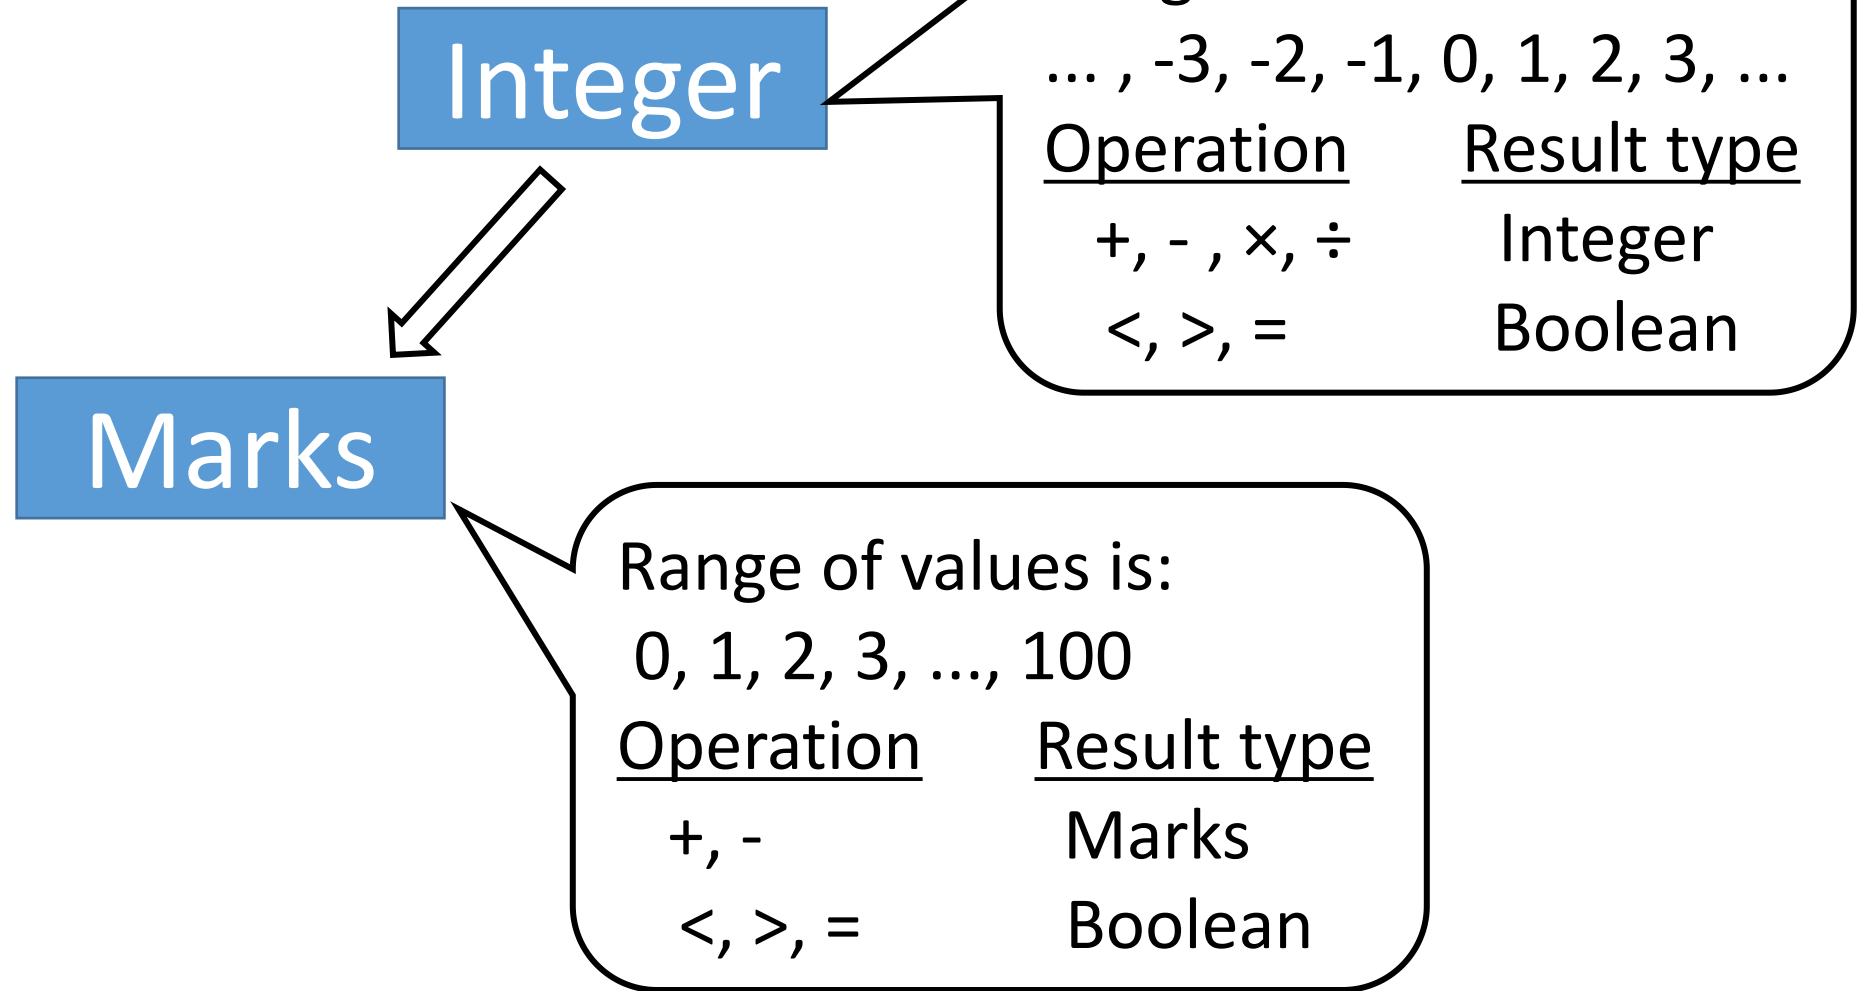 Integer
... , -3, -2, -1, 0, 1, 2, 3, ...
Operation Result type
+, - , ×, ÷ Integer
<, >, = Boolean
Marks
Range of values is:
0, 1, 2, 3, ..., 100
Operation Result type
+, - Marks
<, >, = Boolean